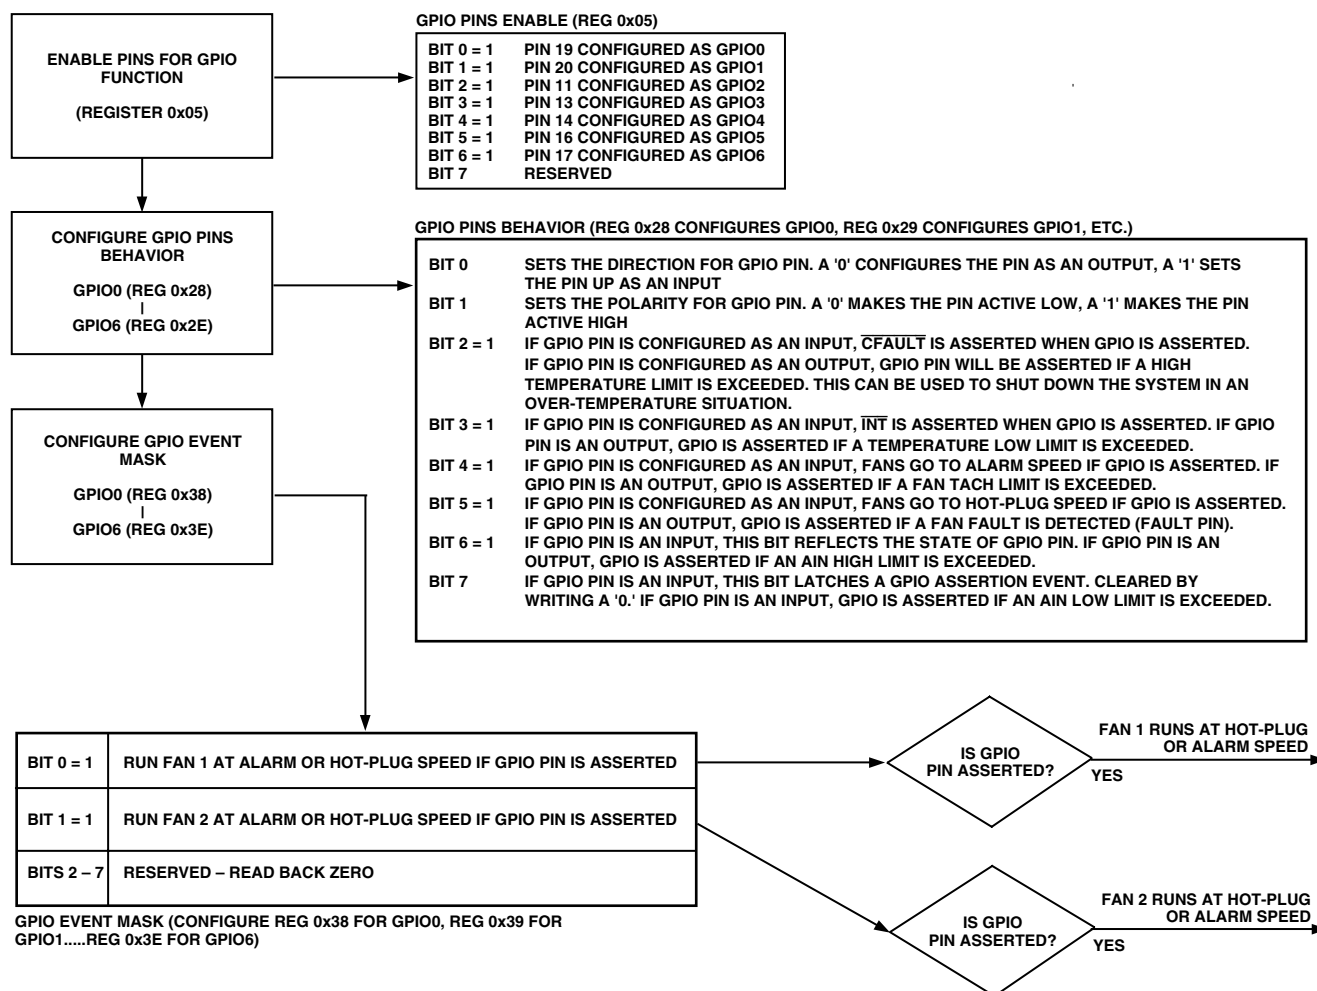 ENABLE PINS FOR GPIO
FUNCTION
(REGISTER 0x05)
GPIO PINS ENABLE (REG 0x05)
BIT 0 = 1 PIN 19 CONFIGURED AS GPIO0
BIT 1 = 1 PIN 20 CONFIGURED AS GPIO1
BIT 2 = 1 PIN 11 CONFIGURED AS GPIO2
BIT 3 = 1 PIN 13 CONFIGURED AS GPIO3
BIT 4 = 1 PIN 14 CONFIGURED AS GPIO4
BIT 5 = 1 PIN 16 CONFIGURED AS GPIO5
BIT 6 = 1 PIN 17 CONFIGURED AS GPIO6
BIT 7 RESERVED
CONFIGURE GPIO PINS
BEHAVIOR
GPIO0 (REG 0x28)
|
GPIO6 (REG 0x2E)
GPIO PINS BEHAVIOR (REG 0x28 CONFIGURES GPIO0, REG 0x29 CONFIGURES GPIO1, ETC.)
BIT 0 SETS THE DIRECTION FOR GPIO PIN. A '0' CONFIGURES THE PIN AS AN OUTPUT, A '1' SETS
THE PIN UP AS AN INPUT
BIT 1 SETS THE POLARITY FOR GPIO PIN. A '0' MAKES THE PIN ACTIVE LOW, A '1' MAKES THE PIN
ACTIVE HIGH
BIT 2 = 1 IF GPIO PIN IS CONFIGURED AS AN INPUT, CFAULT IS ASSERTED WHEN GPIO IS ASSERTED.
IF GPIO PIN IS CONFIGURED AS AN OUTPUT, GPIO PIN WILL BE ASSERTED IF A HIGH
TEMPERATURE LIMIT IS EXCEEDED. THIS CAN BE USED TO SHUT DOWN THE SYSTEM IN AN
OVER-TEMPERATURE SITUATION.
BIT 3 = 1 IF GPIO PIN IS CONFIGURED AS AN INPUT, INT IS ASSERTED WHEN GPIO IS ASSERTED. IF GPIO
PIN IS AN OUTPUT, GPIO IS ASSERTED IF A TEMPERATURE LOW LIMIT IS EXCEEDED.
BIT 4 = 1 IF GPIO PIN IS CONFIGURED AS AN INPUT, FANS GO TO ALARM SPEED IF GPIO IS ASSERTED. IF
GPIO PIN IS AN OUTPUT, GPIO IS ASSERTED IF A FAN TACH LIMIT IS EXCEEDED.
BIT 5 = 1 IF GPIO PIN IS CONFIGURED AS AN INPUT, FANS GO TO HOT-PLUG SPEED IF GPIO IS ASSERTED.
IF GPIO PIN IS AN OUTPUT, GPIO IS ASSERTED IF A FAN FAULT IS DETECTED (FAULT PIN).
BIT 6 = 1 IF GPIO PIN IS AN INPUT, THIS BIT REFLECTS THE STATE OF GPIO PIN. IF GPIO PIN IS AN
OUTPUT, GPIO IS ASSERTED IF AN AIN HIGH LIMIT IS EXCEEDED.
BIT 7 IF GPIO PIN IS AN INPUT, THIS BIT LATCHES A GPIO ASSERTION EVENT. CLEARED BY
WRITING A '0.' IF GPIO PIN IS AN INPUT, GPIO IS ASSERTED IF AN AIN LOW LIMIT IS EXCEEDED.
CONFIGURE GPIO EVENT
MASK
GPIO0 (REG 0x38)
|
GPIO6 (REG 0x3E)
BIT 0 = 1 RUN FAN 1 AT ALARM OR HOT-PLUG SPEED IF GPIO PIN IS ASSERTED
BIT 1 = 1 RUN FAN 2 AT ALARM OR HOT-PLUG SPEED IF GPIO PIN IS ASSERTED
BITS 2 – 7 RESERVED – READ BACK ZERO
GPIO EVENT MASK (CONFIGURE REG 0x38 FOR GPIO0, REG 0x39 FOR
GPIO1.....REG 0x3E FOR GPIO6)
IS GPIO
PIN ASSERTED?
FAN 1 RUNS AT HOT-PLUG
OR ALARM SPEED
YES
IS GPIO
PIN ASSERTED?
FAN 2 RUNS AT HOT-PLUG
OR ALARM SPEED
YES